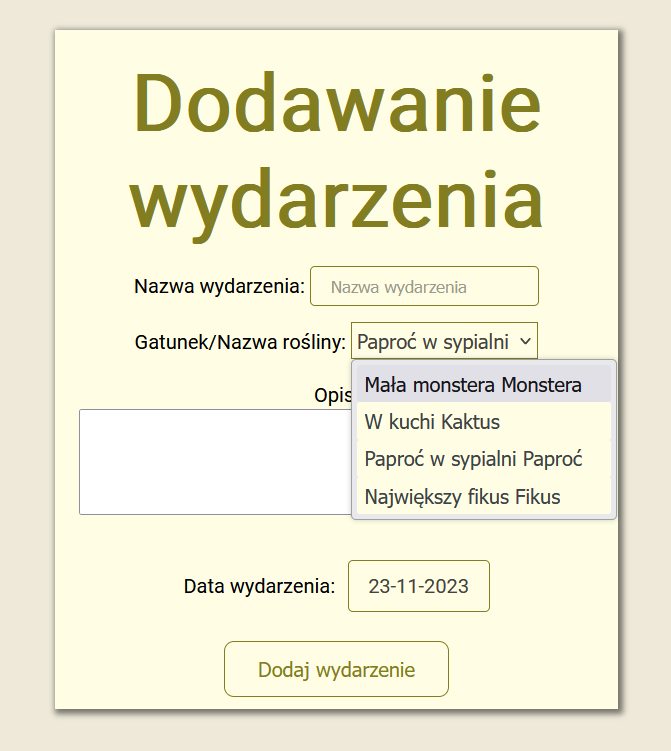 Dodawanie
wydarzenia
Nazwa wydarzenia: Nazwa wydarzenia
Gatunek/Nazwa rośliny: Paproć w sypialni
Opis
Mała monstera Monstera
W kuchi Kaktus
Paproć w sypialni Paproć
Największy fikus Fikus
Data wydarzenia: 23-11-2023
Dodaj wydarzenie